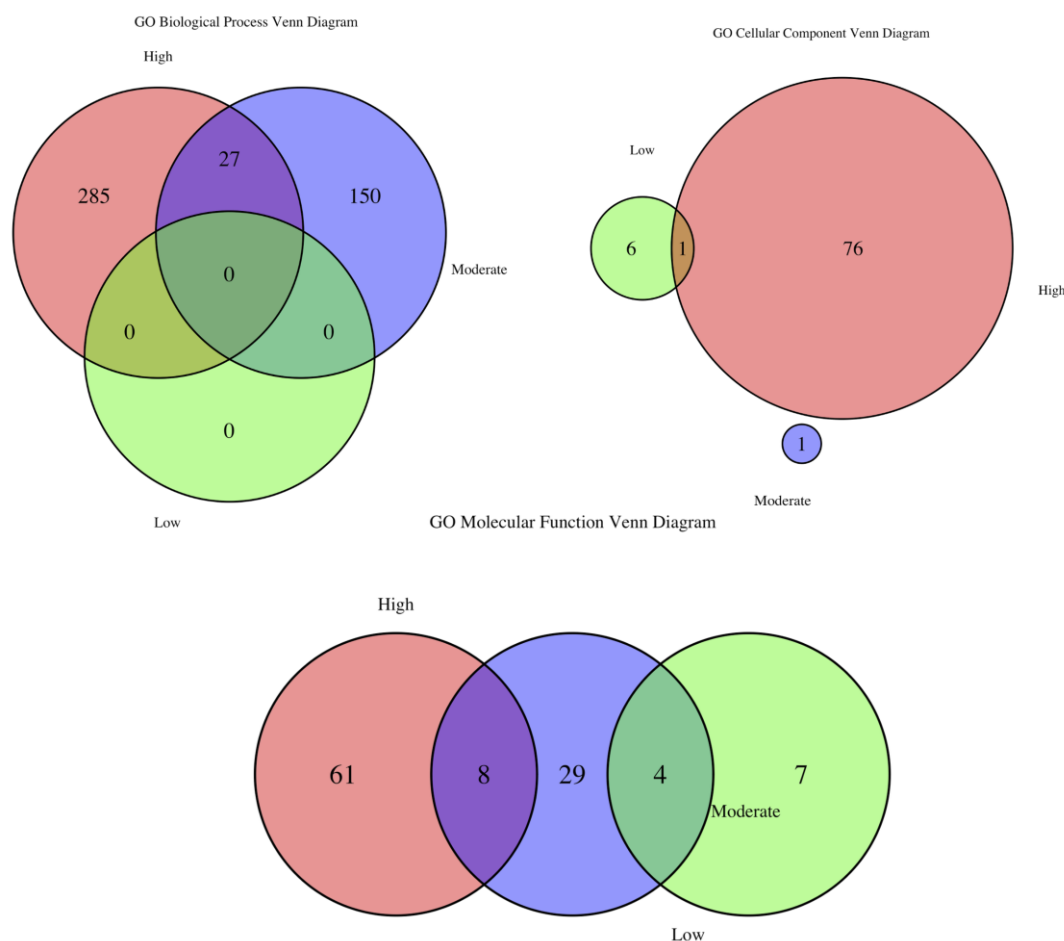 GO Biological Process Venn Diagram
High
27
285
150
Moderate
0
0
0
0
Low
GO Cellular Component Venn Diagram
Low
6
1
76
High
1
Moderate
GO Molecular Function Venn Diagram
High
61
8
29
4
7
Moderate
Low